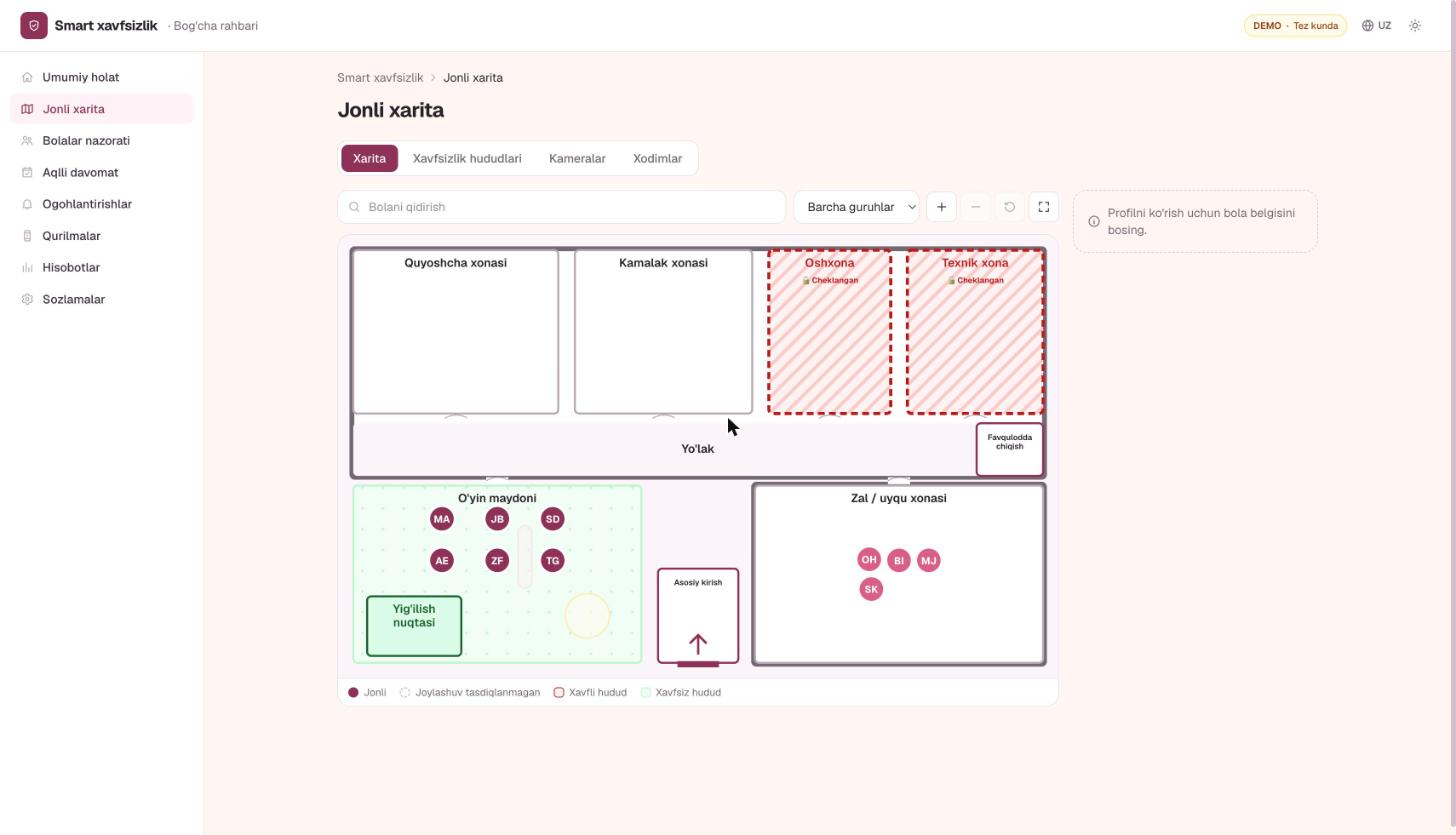 Smart xavfsizlik · Bog'cha rahbari
DEMO · Tez kunda
UZ
Umumiy holat
Jonli xarita
Bolalar nazorati
Aqlli davomat
Ogohlantirishlar
Qurilmalar
Hisobotlar
Sozlamalar
Smart xavfsizlik > Jonli xarita
Jonli xarita
Xarita Xavfsizlik hududlari Kameralar Xodimlar
Bolani qidirish
Barcha guruhlar
Profilni ko'rish uchun bola belgisini
bosing.
Quyoshcha xonasi
Kamalak xonasi
Oshxona
Cheklangan
Texnik xona
Cheklangan
Yo'lak
Favqulodda
chiqish
O'yin maydoni
MA JB SD
AE ZF TG
Yig'ilish
nuqtasi
Asosiy kirish
Zal / uyqu xonasi
OH BI MJ
SK
Jonli Joylashuv tasdiqlanmagan Xavfli hudud Xavfsiz hudud